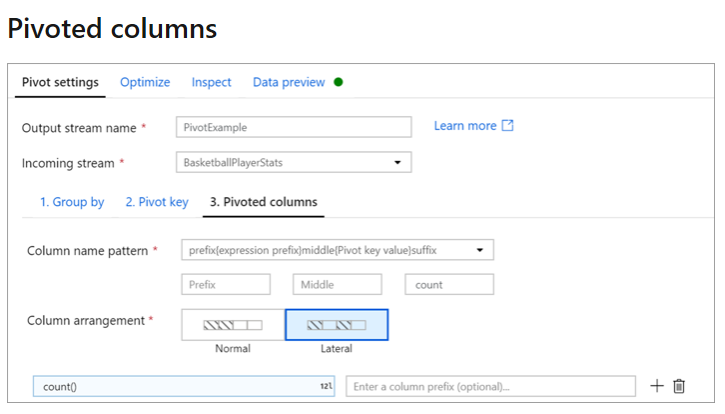 Pivoted columns
Pivot settings Optimize Inspect Data preview
Output stream name * PivotExample Learn more
Incoming stream * BasketballPlayerStats
1. Group by 2. Pivot key 3. Pivoted columns
Column name pattern * prefix{expression prefix}middle{Pivot key value}suffix
Prefix Middle count
Column arrangement *
Normal Lateral
count() 12l Enter a column prefix (optional)...